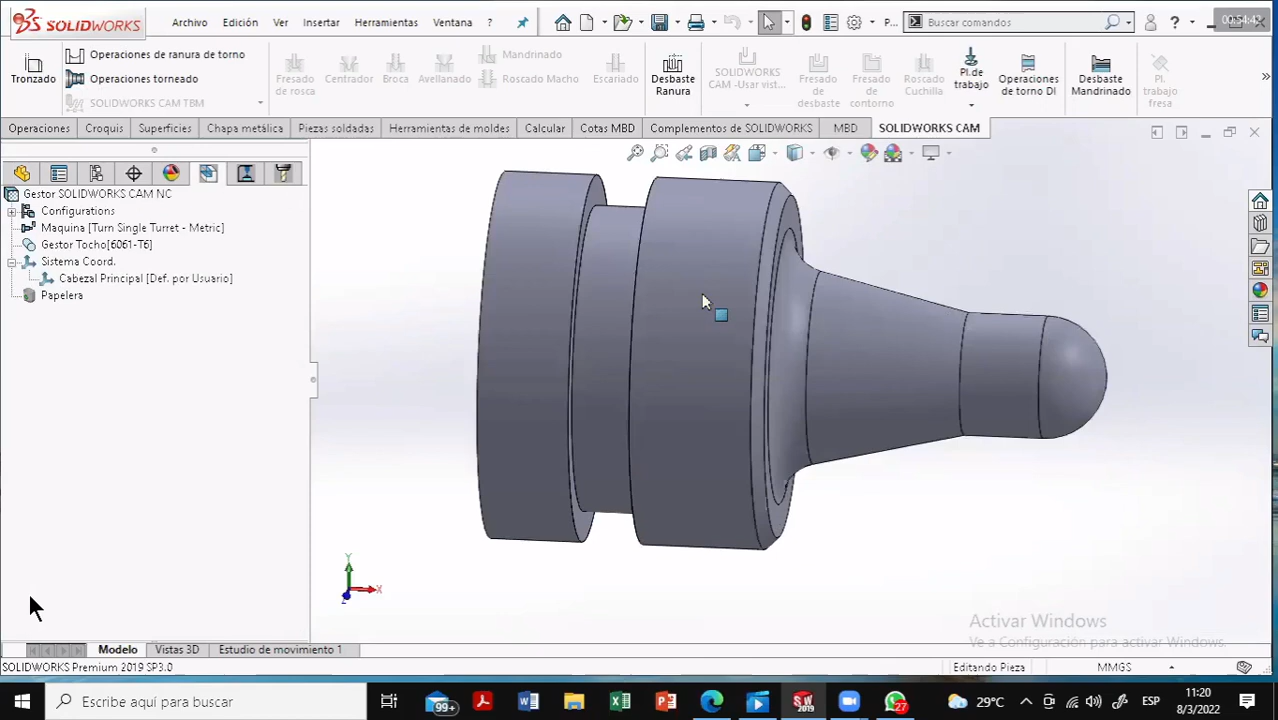 SOLIDWORKS
Archivo Edición Ver Insertar Herramientas Ventana ?
P... Buscar comandos ? 00:54:42
Tronzado
Operaciones de ranura de torno
Operaciones torneado
SOLIDWORKS CAM TBM
Fresado de rosca
Centrador
Broca
Avellanado
Mandrinado
Roscado Macho
Escariado
Desbaste Ranura
SOLIDWORKS CAM -Usar vist...
Fresado de desbaste
Fresado de contorno
Roscado Cuchilla
Pl.de trabajo
Operaciones de torno DI
Desbaste Mandrinado
Pl. trabajo fresa
Operaciones Croquis Superficies Chapa metálica Piezas soldadas Herramientas de moldes Calcular Cotas MBD Complementos de SOLIDWORKS MBD SOLIDWORKS CAM
Gestor SOLIDWORKS CAM NC
Configurations
Maquina [Turn Single Turret - Metric]
Gestor Tocho[6061-T6]
Sistema Coord.
Cabezal Principal [Def. por Usuario]
Papelera
Y
X
Z
Activar Windows
Ve a Configuración para activar Windows.
Modelo Vistas 3D Estudio de movimiento 1
SOLIDWORKS Premium 2019 SP3.0 Editando Pieza MMGS
Escribe aquí para buscar 99+ 2019 27 29°C ESP 11:20
8/3/2022